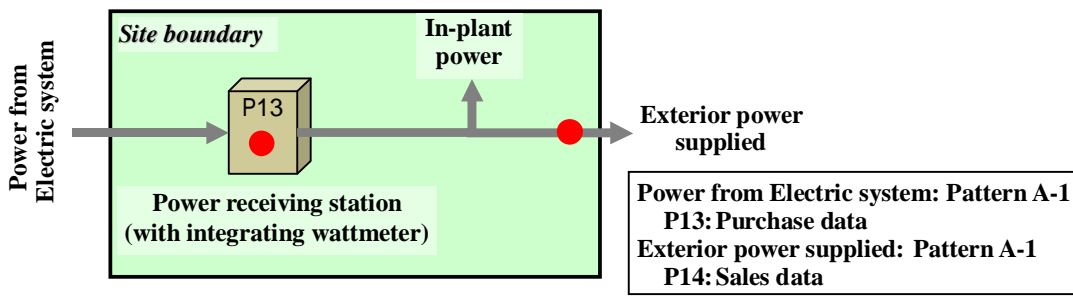 Power from
Electric system
Site boundary
In-plant
power
P13
Exterior power
supplied
Power receiving station
(with integrating wattmeter)
Power from Electric system: Pattern A-1
P13: Purchase data
Exterior power supplied: Pattern A-1
P14: Sales data